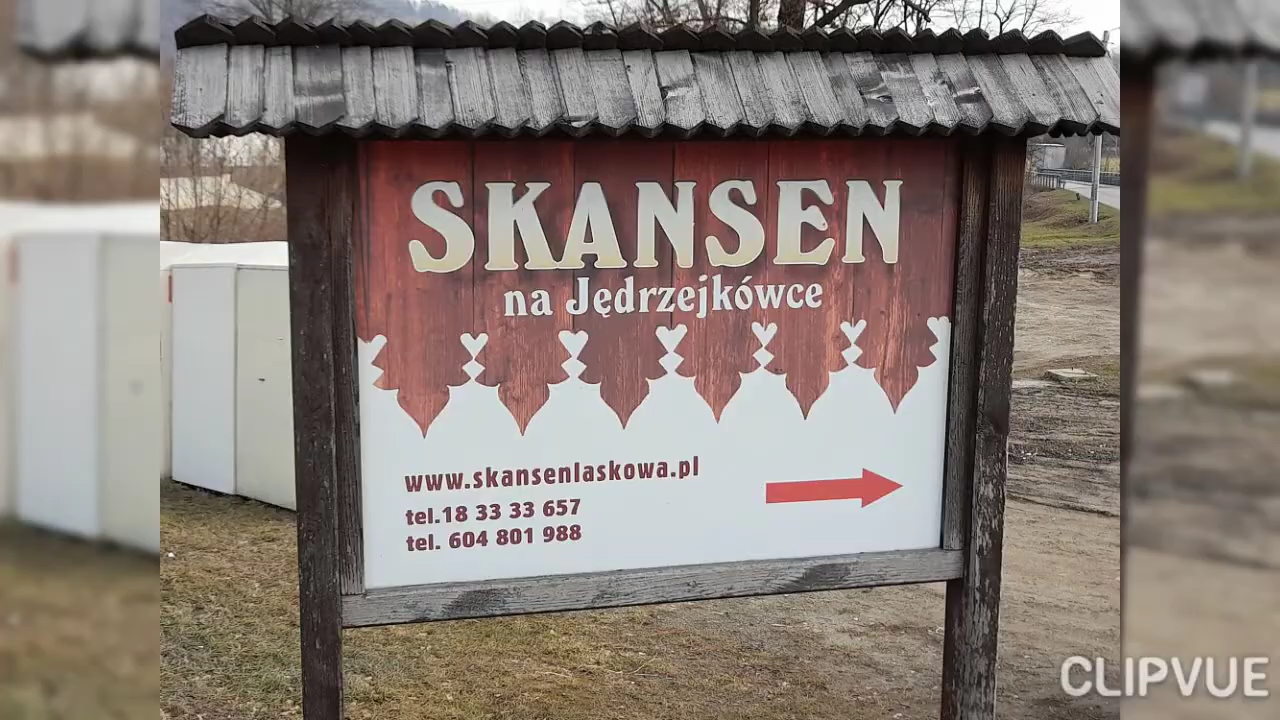 SKANSEN
na Jędrzejkówce
www.skansenlaskowa.pl
tel.18 33 33 657
tel. 604 801 988
CLIPVUE